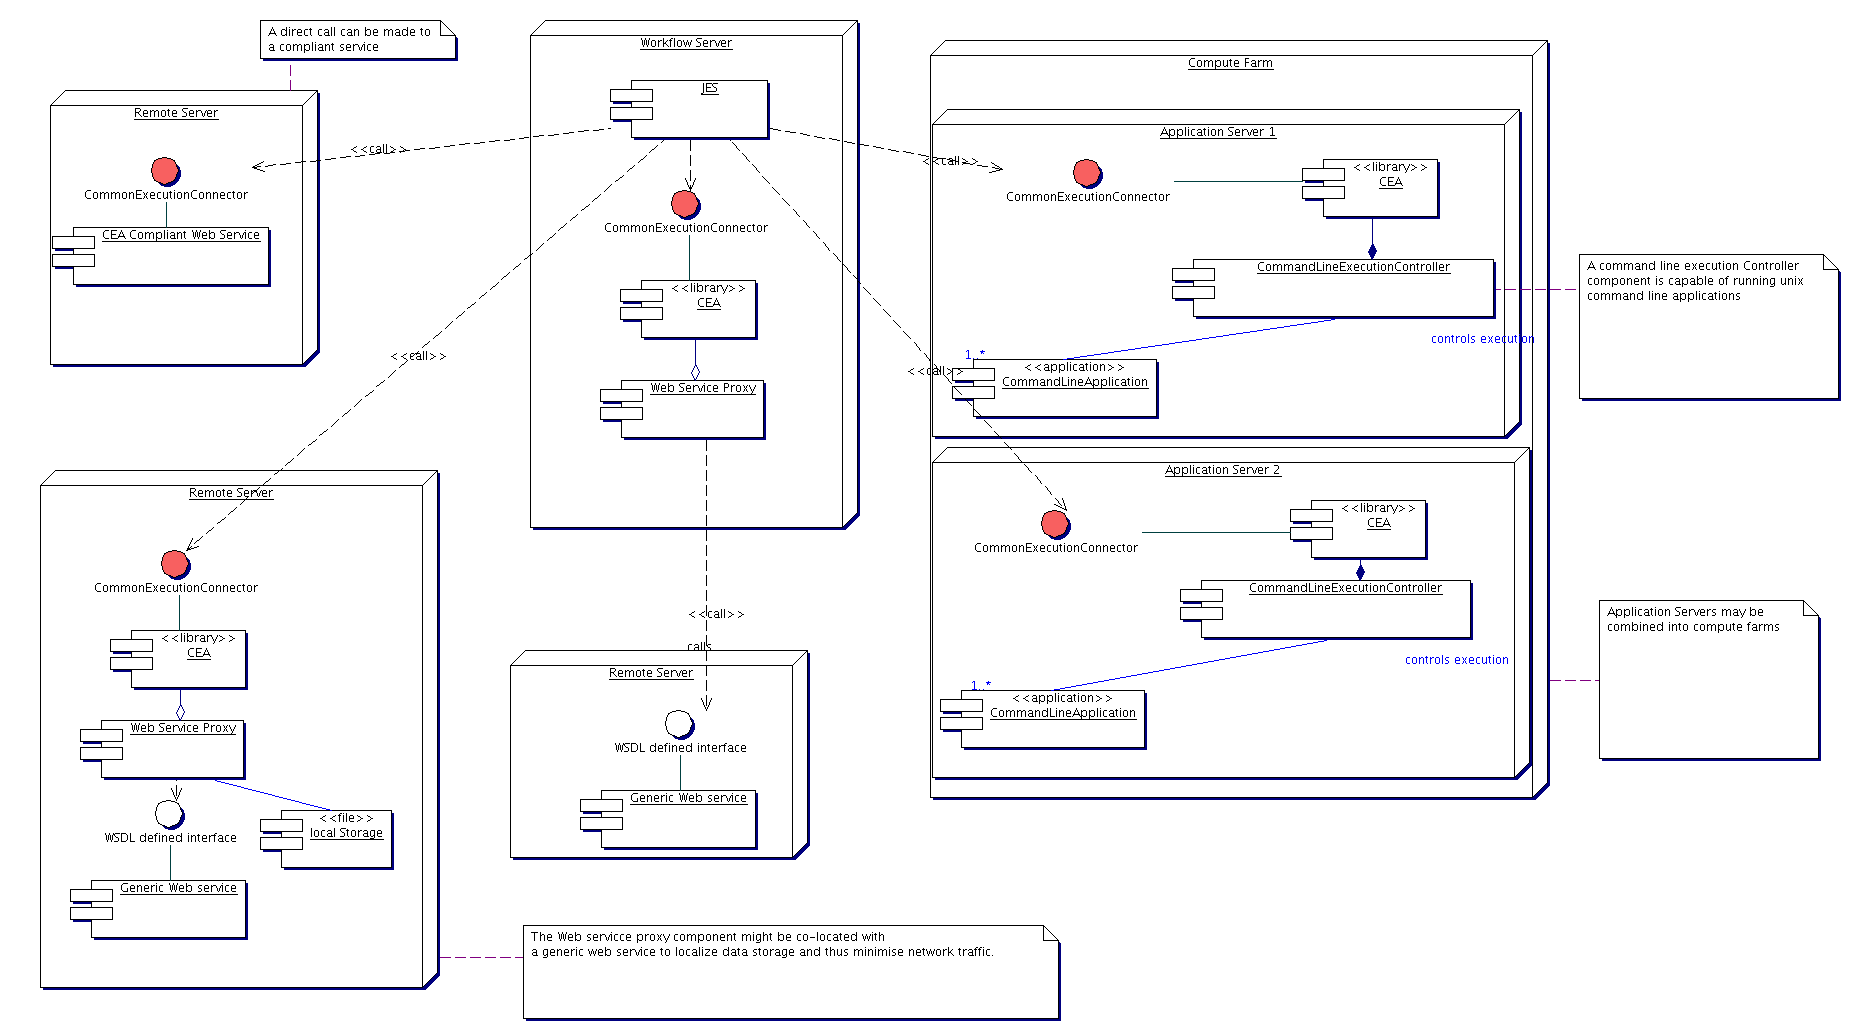 A direct call can be made to
a compliant service
Remote Server
CommonExecutionConnector
CEA Compliant Web Service
<<call>>
Workflow Server
JES
CommonExecutionConnector
<<library>>
CEA
Web Service Proxy
<<call>>
<<call>>
calls
Compute Farm
Application Server 1
<<call>>
CommonExecutionConnector
<<library>>
CEA
CommandLineExecutionController
controls execution
1..*
<<application>>
CommandLineApplication
<<call>>
A command line execution Controller
component is capable of running unix
command line applications
Application Server 2
CommonExecutionConnector
<<library>>
CEA
CommandLineExecutionController
controls execution
1..*
<<application>>
CommandLineApplication
Application Servers may be
combined into compute farms
Remote Server
CommonExecutionConnector
<<library>>
CEA
Web Service Proxy
WSDL defined interface
<<file>>
local Storage
Generic Web service
Remote Server
WSDL defined interface
Generic Web service
The Web servicce proxy component might be co-located with
a generic web service to localize data storage and thus minimise network traffic.